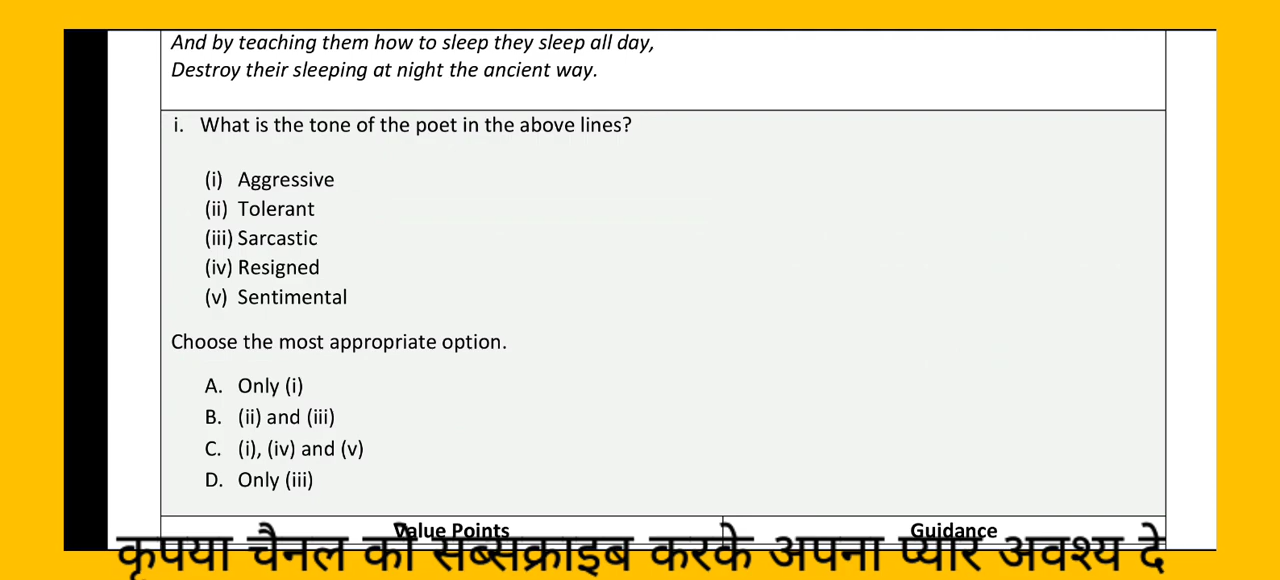 And by teaching them how to sleep they sleep all day,
Destroy their sleeping at night the ancient way.
i. What is the tone of the poet in the above lines?
(i) Aggressive
(ii) Tolerant
(iii) Sarcastic
(iv) Resigned
(v) Sentimental
Choose the most appropriate option.
A. Only (i)
B. (ii) and (iii)
C. (i), (iv) and (v)
D. Only (iii)
Value Points Guidance
कृपया चैनल को सब्सक्राइब करके अपना प्यार अवश्य दे